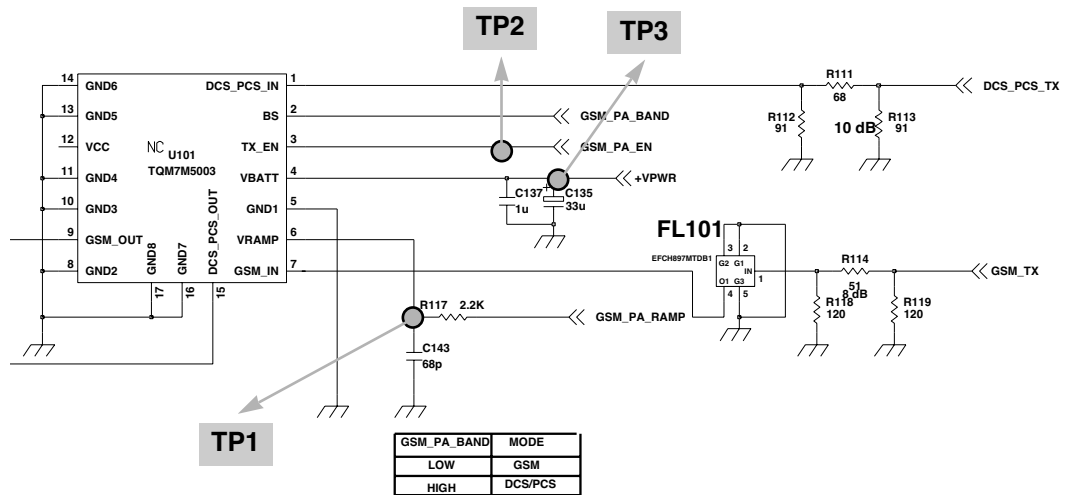 TP2
TP3
14 GND6 DCS_PCS_IN 1
R111
68
DCS_PCS_TX
13 GND5 BS 2
GSM_PA_BAND
R112
91
10 dB
R113
91
12 VCC TX_EN 3
GSM_PA_EN
NC U101
TQM7M5003
11 GND4 VBATT 4
+VPWR
C137
1u
+
C135
33u
10 GND3 GND1 5
9 GSM_OUT VRAMP 6
8 GND2 GSM_IN 7
GND8
GND7
DCS_PCS_OUT
17
16
15
FL101
EFCH897MTDB1
3 2
G2 G1
IN 1
O1 G3
4 5
R114
51
8 dB
GSM_TX
R118
120
R119
120
R117 2.2K
GSM_PA_RAMP
C143
68p
TP1
GSM_PA_BAND MODE
LOW GSM
HIGH DCS/PCS